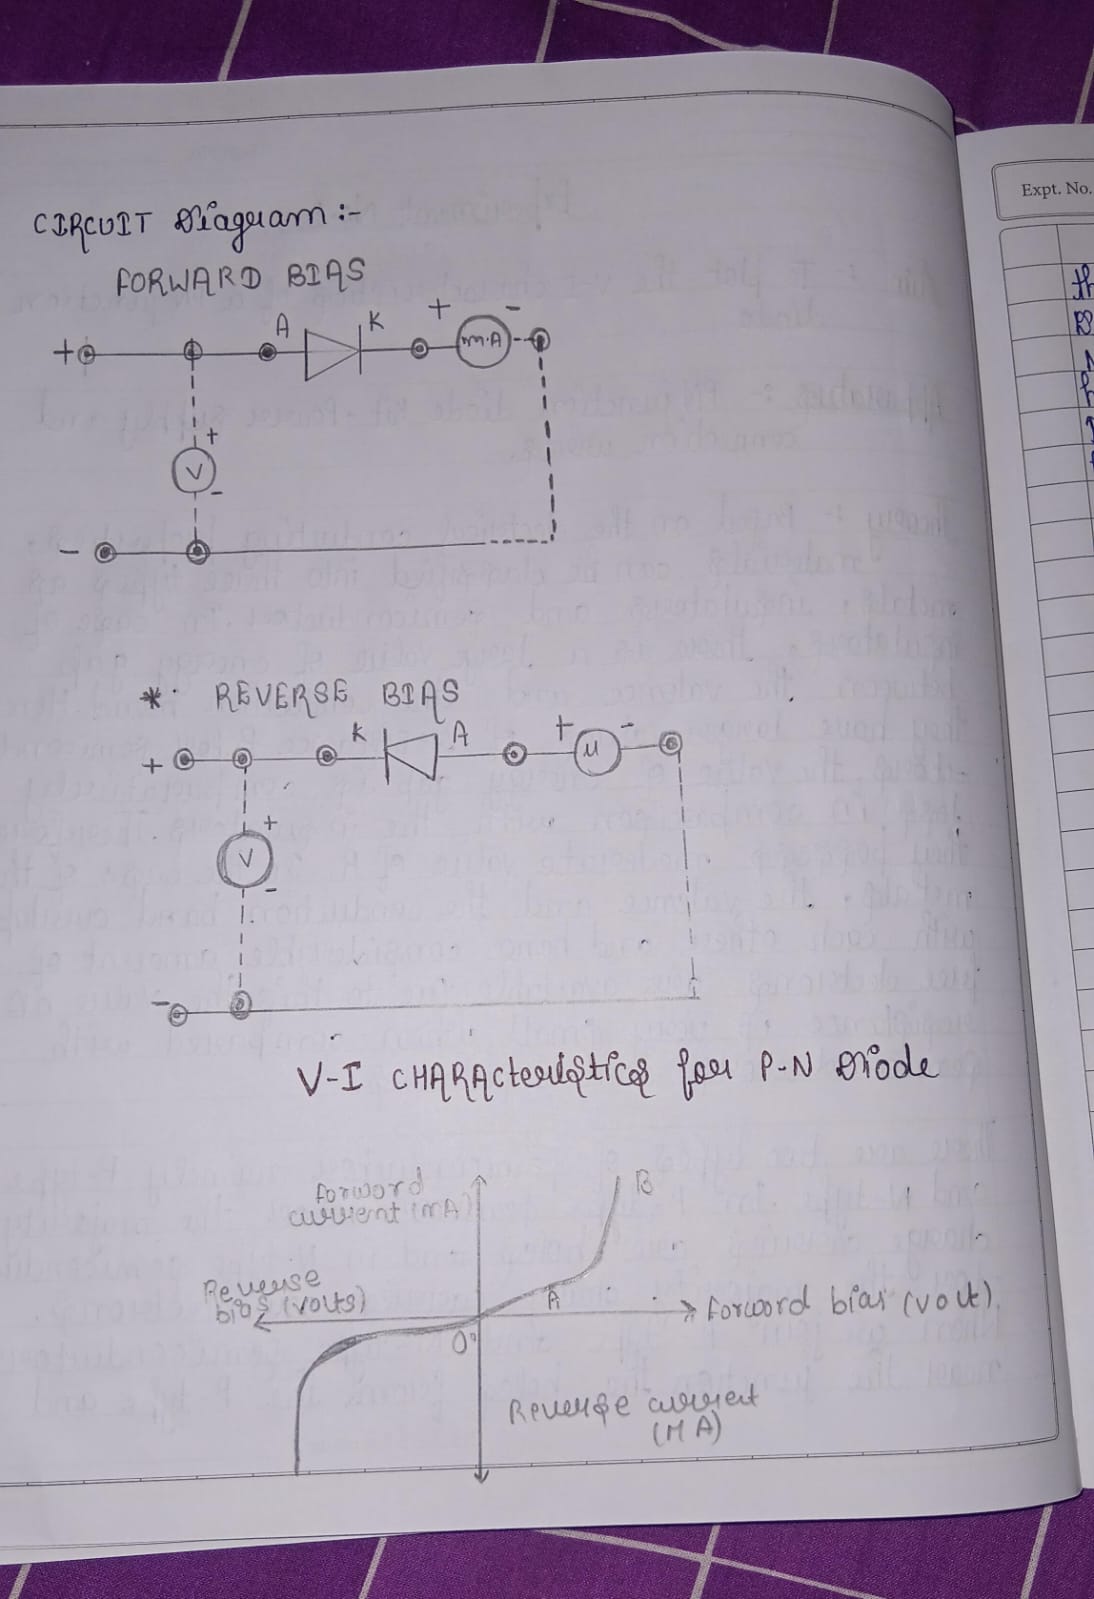 CIRCUIT Diagram :-
FORWARD BIAS
+ A K + m.A -
+
V
-
-
*. REVERSE BIAS
+ K A + μ -
+
V
-
-
V-I CHARACteristics for P-N Diode
forword
current (mA)
B
Reverse
bias (volts)
A
forword bias (volt)
O
Reverse current
(MA)
Expt. No.